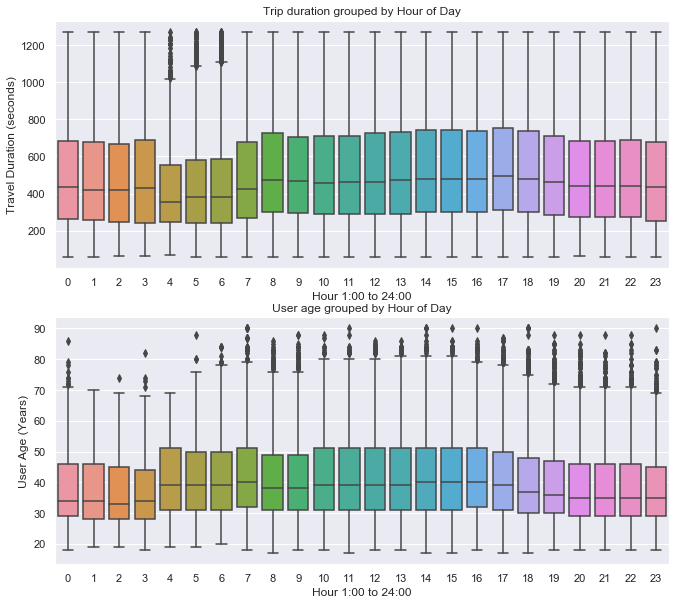 Trip duration grouped by Hour of Day
1200
1000
800
600
400
200
Travel Duration (seconds)
0 1 2 3 4 5 6 7 8 9 10 11 12 13 14 15 16 17 18 19 20 21 22 23
Hour 1:00 to 24:00
User age grouped by Hour of Day
90
80
70
60
50
40
30
20
User Age (Years)
0 1 2 3 4 5 6 7 8 9 10 11 12 13 14 15 16 17 18 19 20 21 22 23
Hour 1:00 to 24:00